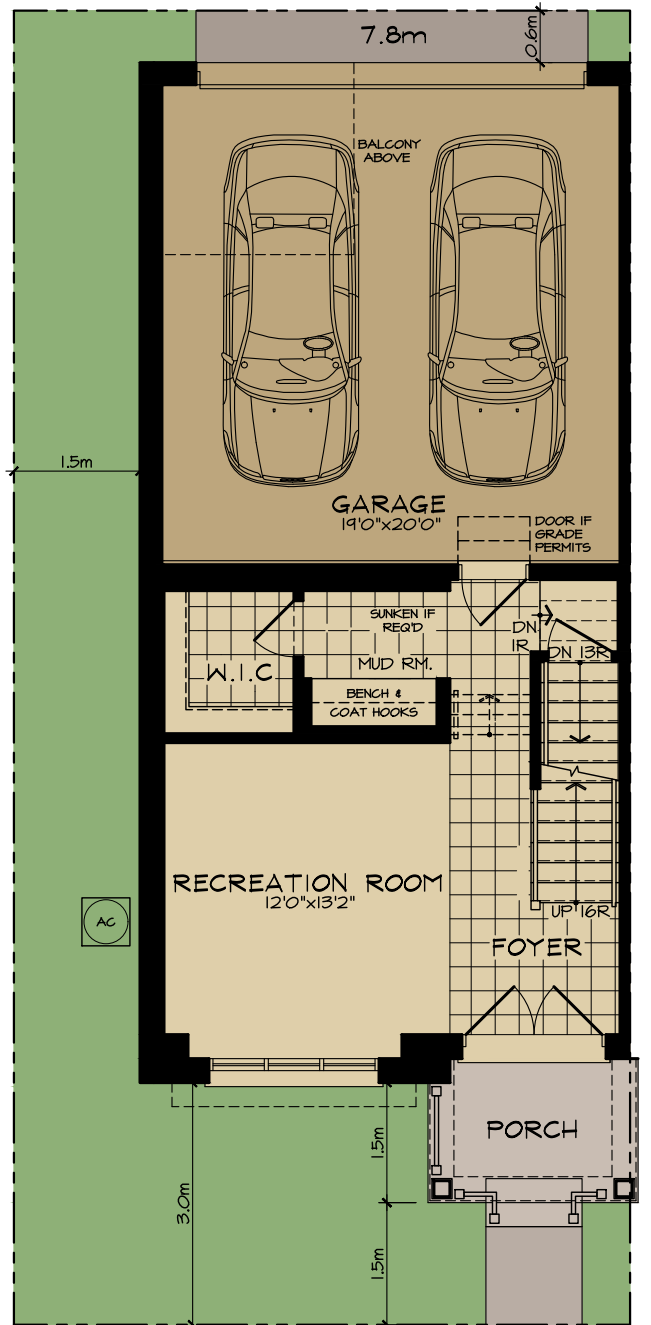 7.8m
0.6m
BALCONY
ABOVE
1.5m
GARAGE
19'0"x20'0"
DOOR IF
GRADE
PERMITS
SUNKEN IF
REQ'D
DN
1R
DN 13R
MUD RM.
W.I.C
BENCH &
COAT HOOKS
RECREATION ROOM
12'0"x13'2"
AC
UP 16R
FOYER
PORCH
1.5m
3.0m
1.5m